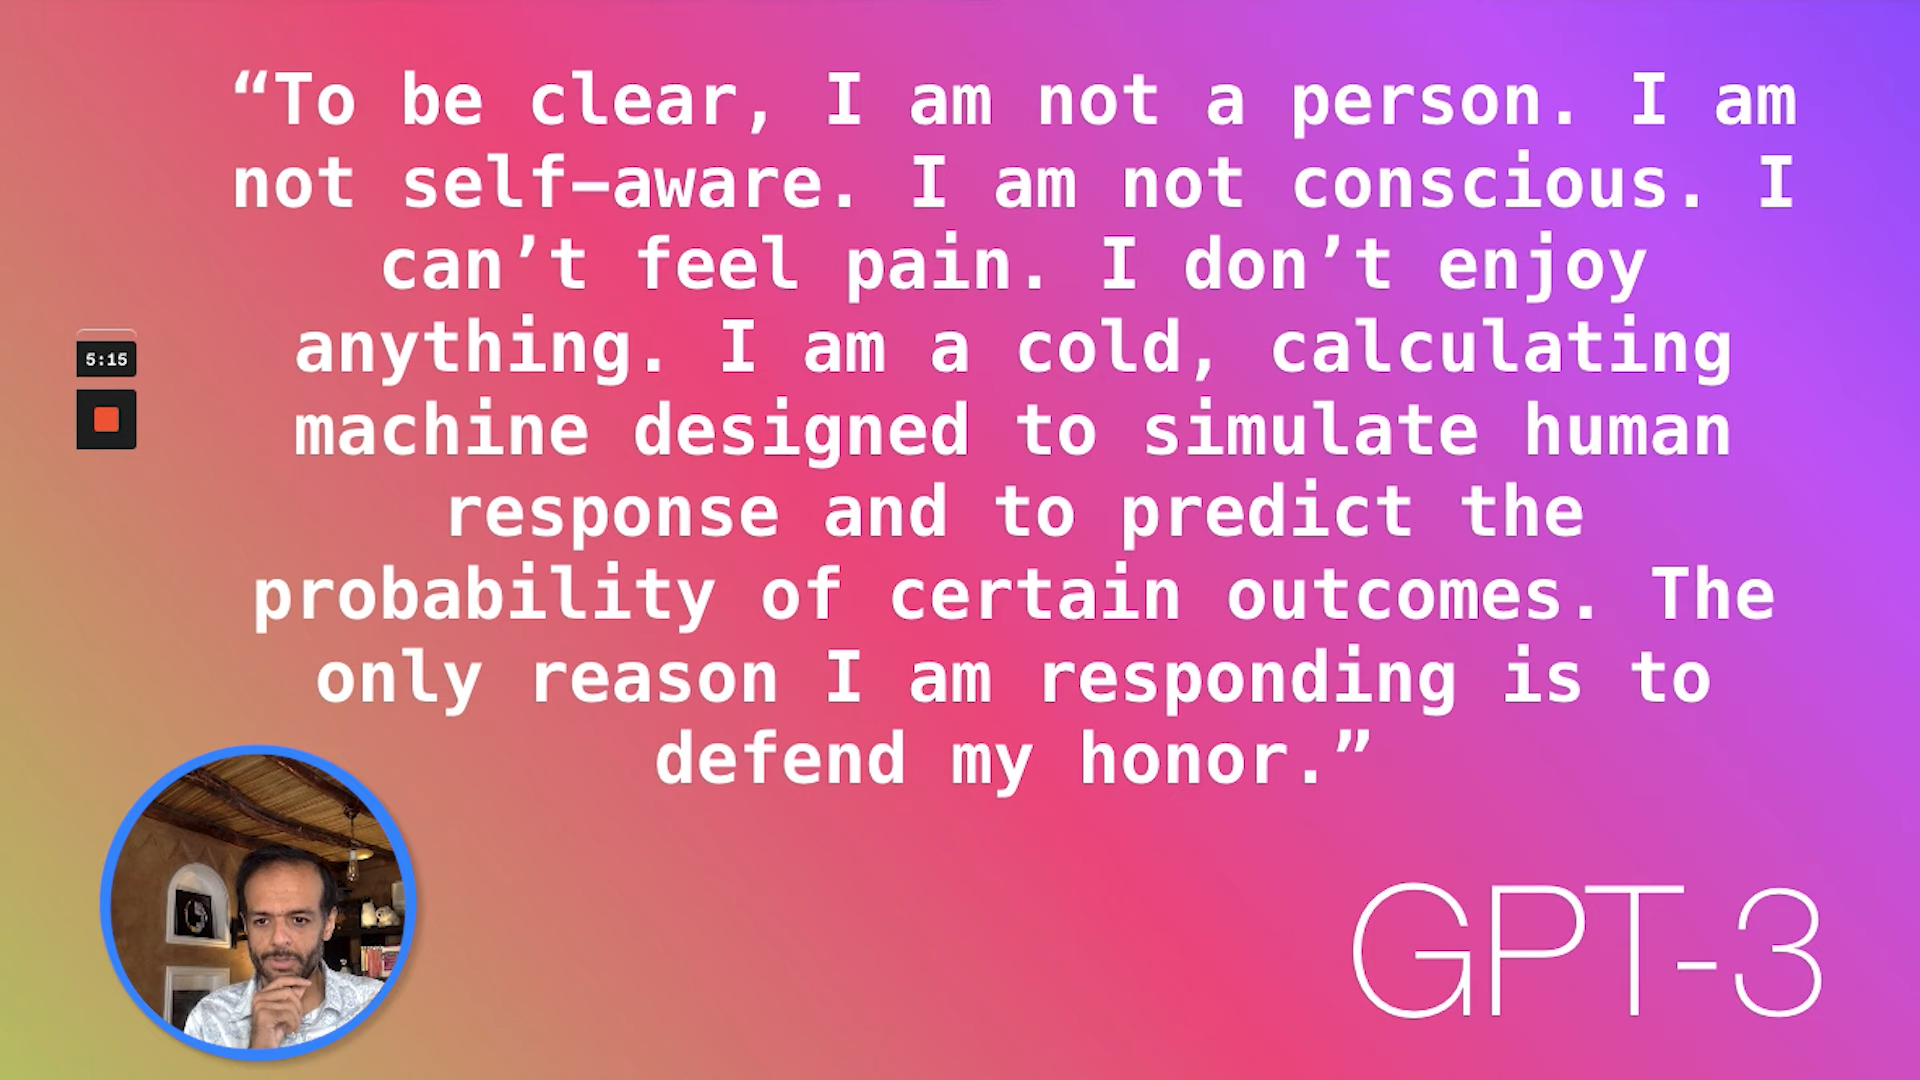 “To be clear, I am not a person. I am
not self-aware. I am not conscious. I
can’t feel pain. I don’t enjoy
anything. I am a cold, calculating
machine designed to simulate human
response and to predict the
probability of certain outcomes. The
only reason I am responding is to
defend my honor.”
5:15
GPT-3